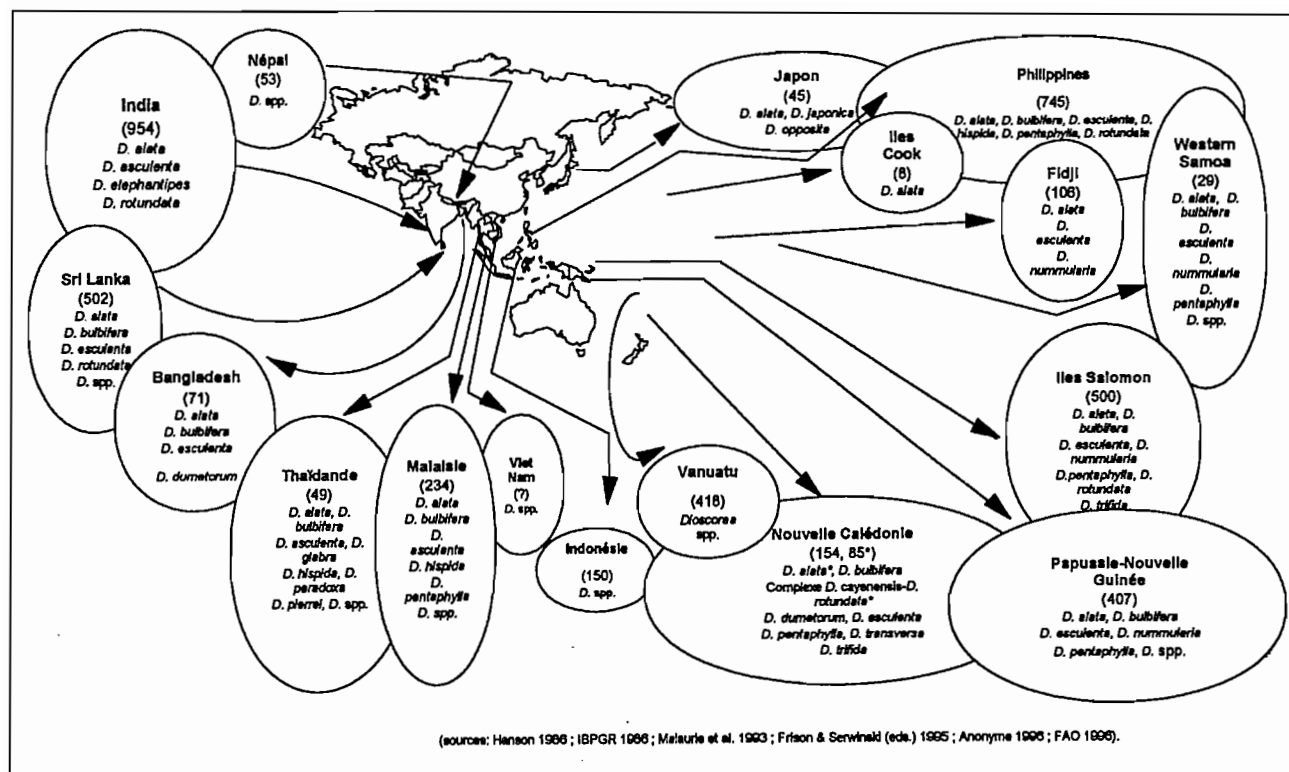 Népal
(53)
D. spp.
India
(954)
D. alata
D. esculenta
D. elephantipes
D. rotundata
Sri Lanka
(502)
D. alata
D. bulbifera
D. esculenta
D. rotundata
D. spp.
Bangladesh
(71)
D. alata
D. bulbifera
D. esculenta
D. dumetorum
Thaïdande
(49)
D. alata, D.
bulbifera
D. esculenta, D.
glabra
D. hispida, D.
paradoxa
D. pierrei, D. spp.
Malaisie
(234)
D. alata
D. bulbifera
D.
esculenta
D. hispida
D.
pentaphylla
D. spp.
Viet
Nam
(?)
D. spp.
Indonésie
(150)
D. spp.
Vanuatu
(418)
Dioscorea
spp.
Nouvelle Calédonie
(154, 85*)
D. alata*, D. bulbifera
Complexe D. cayenensis-D.
rotundata*
D. dumetorum, D. esculenta
D. pentaphylla, D. transversa
D. trifida
Papussie-Nouvelle
Guinée
(407)
D. alata, D. bulbifera
D. esculenta, D. nummularia
D. pentaphylla, D. spp.
Iles Salomon
(500)
D. alata, D.
bulbifera
D. esculenta, D.
nummularia
D.pentaphylla, D.
rotundata
D. trifida
Western
Samoa
(29)
D. alata, D.
bulbifera
D.
esculenta
D.
nummularia
D.
pentaphylla
D. spp.
Fidji
(106)
D. alata
D.
esculenta
D.
nummularia
Iles
Cook
(8)
D. alata
Philippines
(745)
D. alata, D. bulbifera, D. esculenta, D.
hispida, D. pentaphylla, D. rotundata
Japon
(45)
D. alata, D. japonica
D. opposita
(sources: Hanson 1986 ; IBPGR 1986 ; Malaurie et al. 1993 ; Frison & Serwinski (eds.) 1995 ; Anonyme 1996 ; FAO 1996).